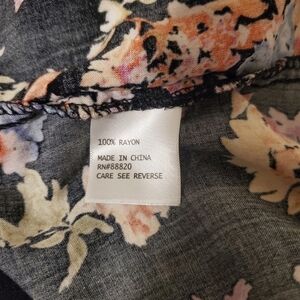 100% RAYON
MADE IN CHINA
RN#88820
CARE SEE REVERSE